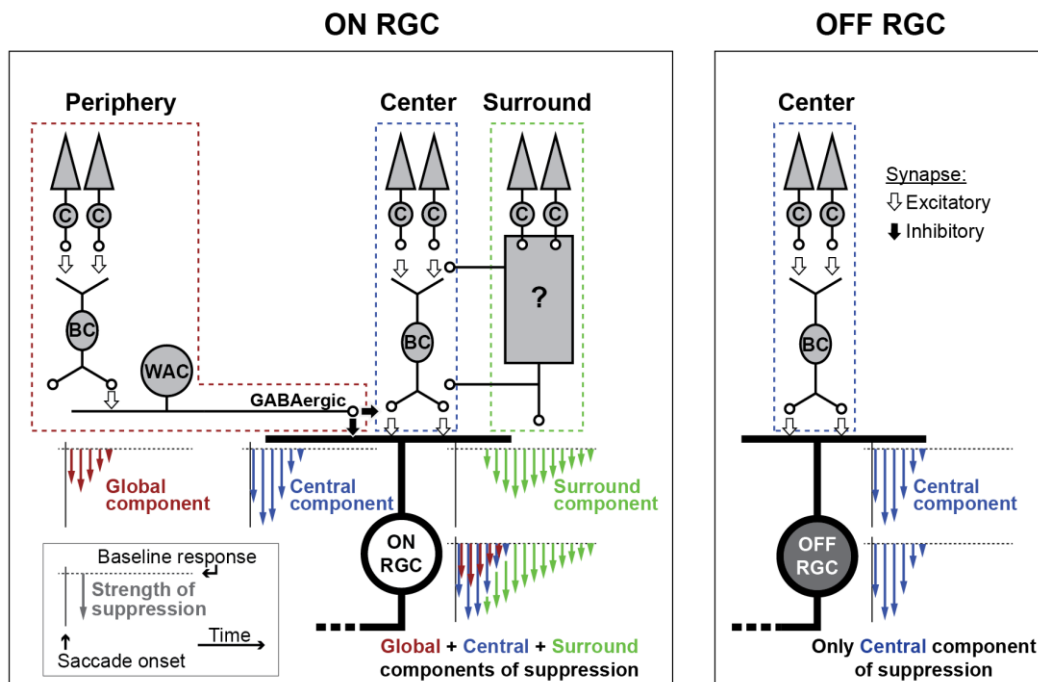 ON RGC
Periphery
Center
Surround
C
C
C
C
C
C
BC
WAC
BC
?
GABAergic
Global
component
Central
component
Surround
component
ON
RGC
Baseline response
Strength of
suppression
Time
Saccade onset
Global + Central + Surround
components of suppression
OFF RGC
Center
C
C
BC
Synapse:
Excitatory
Inhibitory
Central
component
OFF
RGC
Only Central component
of suppression